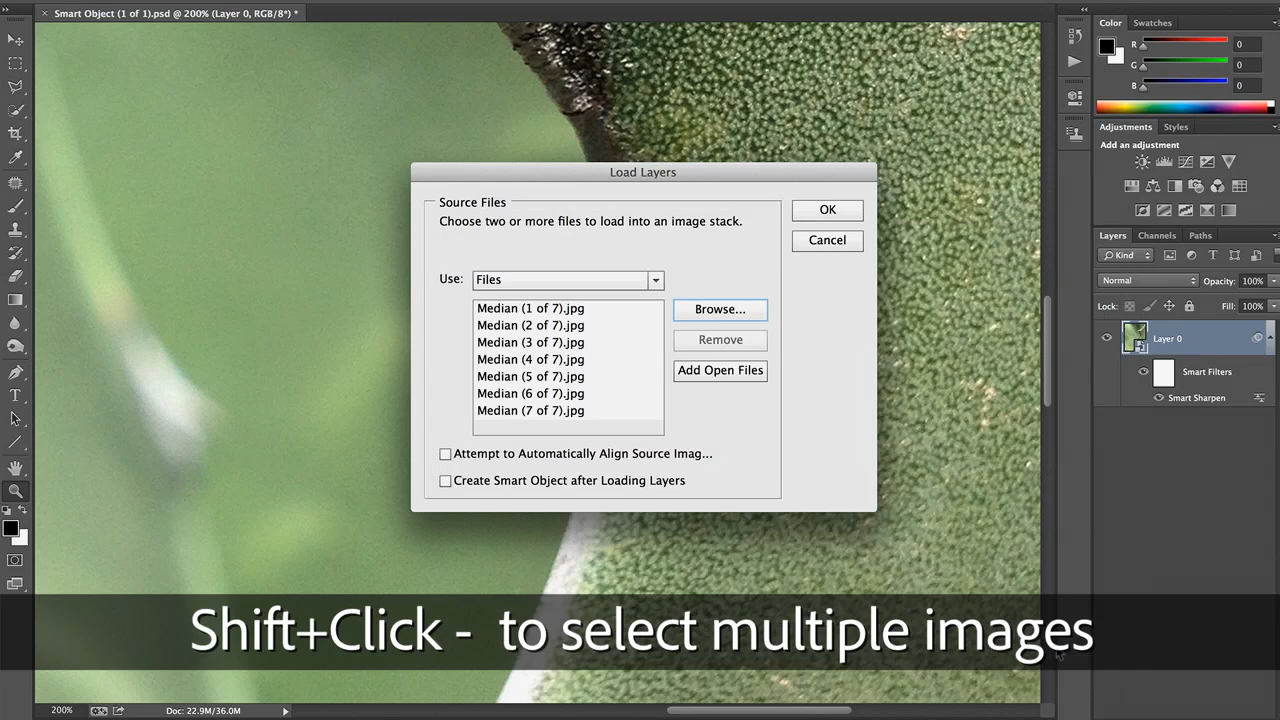 Smart Object (1 of 1).psd @ 200% (Layer 0, RGB/8*) *
Color
Swatches
R
0
G
0
B
0
Adjustments
Styles
Add an adjustment
Layers
Channels
Paths
Kind
Normal
Opacity:
100%
Lock:
Fill:
100%
Layer 0
Smart Filters
Smart Sharpen
Load Layers
Source Files
Choose two or more files to load into an image stack.
OK
Cancel
Use:
Files
Median (1 of 7).jpg
Median (2 of 7).jpg
Median (3 of 7).jpg
Median (4 of 7).jpg
Median (5 of 7).jpg
Median (6 of 7).jpg
Median (7 of 7).jpg
Browse...
Remove
Add Open Files
Attempt to Automatically Align Source Imag...
Create Smart Object after Loading Layers
Shift+Click - to select multiple images
200%
Doc: 22.9M/36.0M